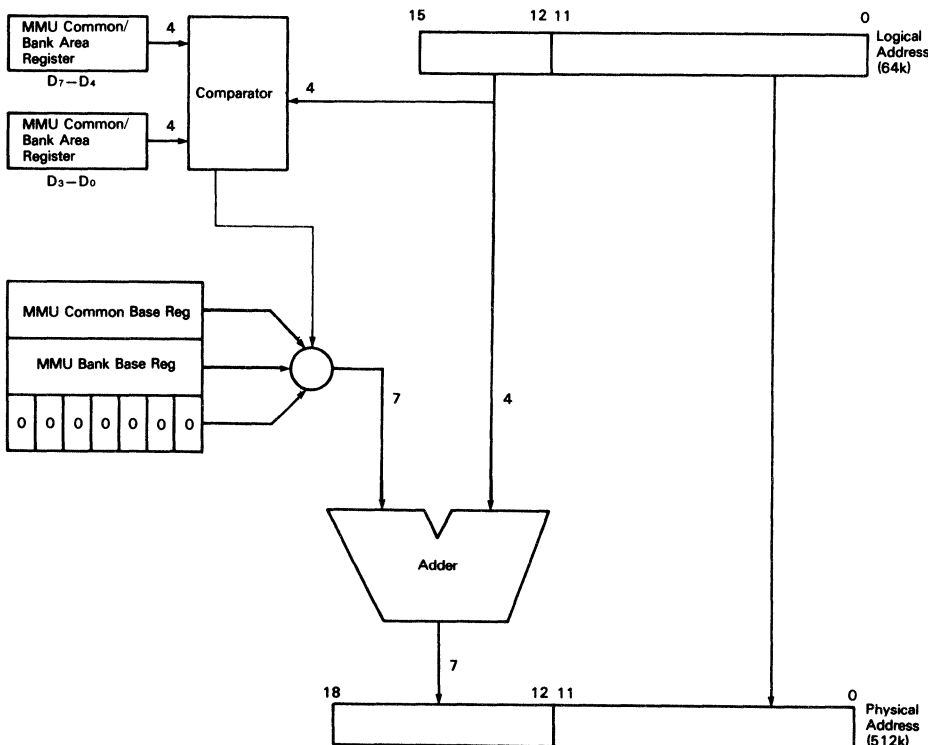 MMU Common/
Bank Area
Register
D7–D4
4
MMU Common/
Bank Area
Register
D3–D0
4
Comparator
4
15 12 11 0
Logical
Address
(64k)
MMU Common Base Reg
MMU Bank Base Reg
0 0 0 0 0 0 0
7
4
Adder
7
18 12 11 0
Physical
Address
(512k)